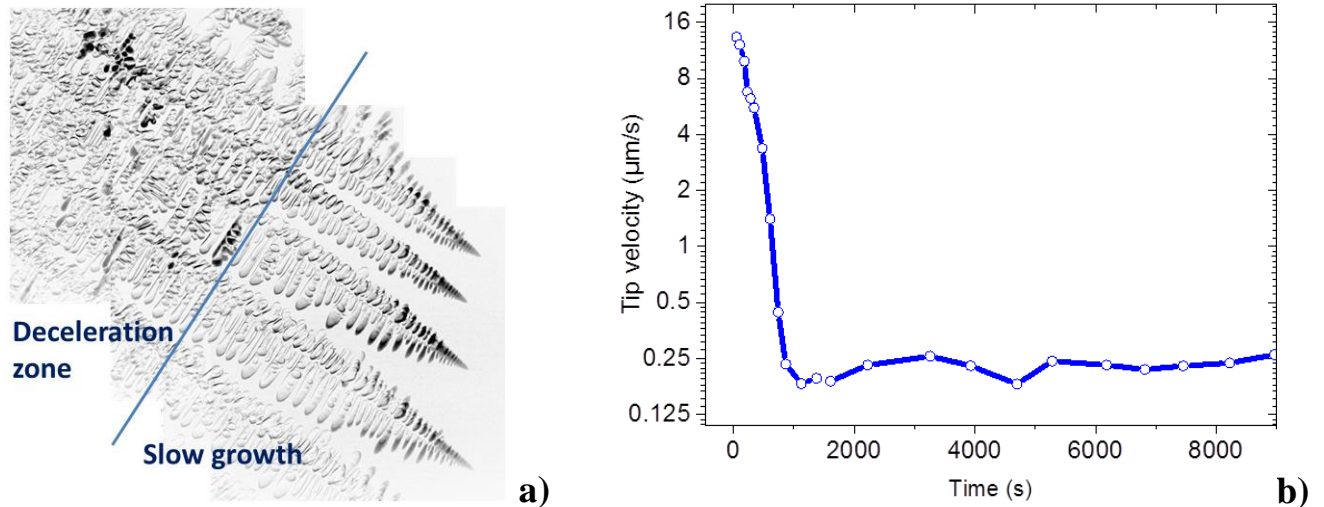 Deceleration
zone
Slow growth
a)
Tip velocity (µm/s)
16
8
4
2
1
0.5
0.25
0.125
0 2000 4000 6000 8000
Time (s)
b)